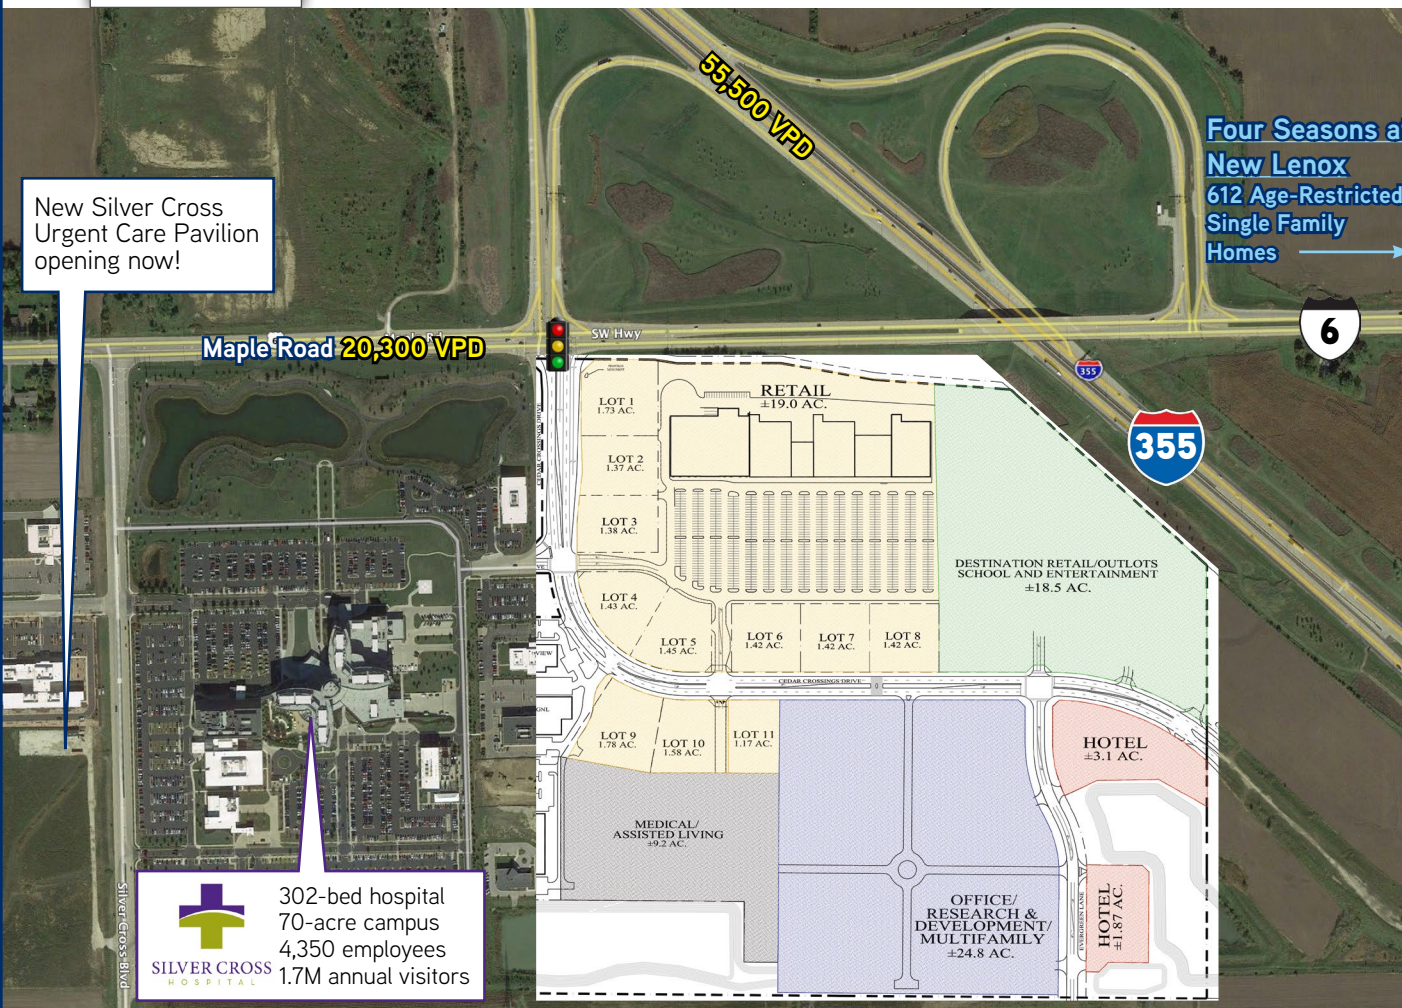 55,500 VPD
Four Seasons at
New Lenox
612 Age-Restricted
Single Family
Homes
New Silver Cross
Urgent Care Pavilion
opening now!
6
Maple Road 20,300 VPD
SW Hwy
355
355
CEDAR CROSSINGS DRIVE
LOT 1
1.73 AC.
RETAIL
±19.0 AC.
LOT 2
1.37 AC.
LOT 3
1.38 AC.
DESTINATION RETAIL/OUTLOTS
SCHOOL AND ENTERTAINMENT
±18.5 AC.
LOT 4
1.43 AC.
LOT 5
1.45 AC.
LOT 6
1.42 AC.
LOT 7
1.42 AC.
LOT 8
1.42 AC.
CEDAR CROSSINGS DRIVE
LOT 9
1.78 AC.
LOT 10
1.58 AC.
LOT 11
1.17 AC.
HOTEL
±3.1 AC.
MEDICAL/
ASSISTED LIVING
±9.2 AC.
OFFICE/
RESEARCH &
DEVELOPMENT/
MULTIFAMILY
±24.8 AC.
EVERGREEN LANE
HOTEL
±1.87 AC.
Silver Cross Blvd
SILVER CROSS
HOSPITAL
302-bed hospital
70-acre campus
4,350 employees
1.7M annual visitors